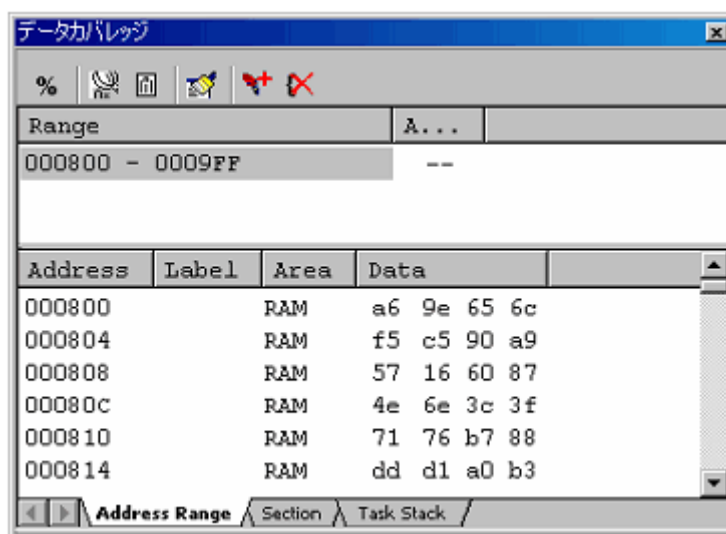 データカバレッジ
%
Range A...
000800 - 0009FF --
Address Label Area Data
000800 RAM a6 9e 65 6c
000804 RAM f5 c5 90 a9
000808 RAM 57 16 60 87
00080C RAM 4e 6e 3c 3f
000810 RAM 71 76 b7 88
000814 RAM dd d1 a0 b3
Address Range Section Task Stack